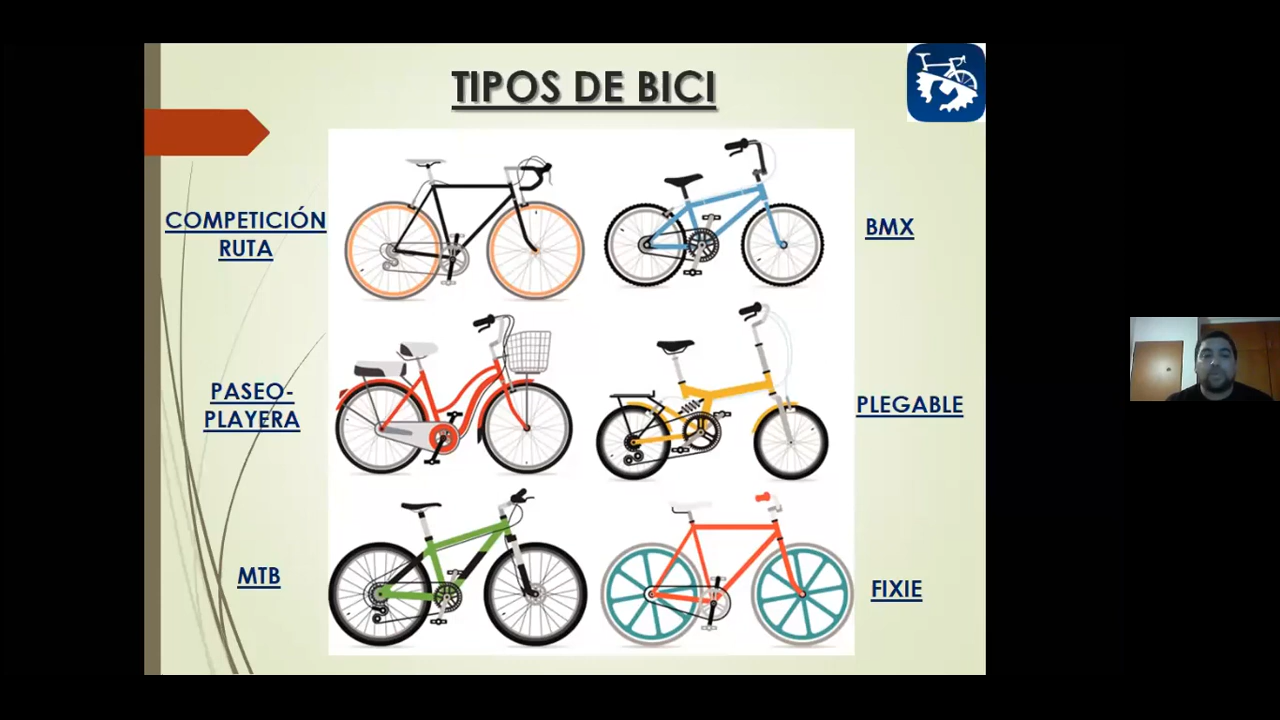 TIPOS DE BICI
COMPETICIÓN
RUTA
BMX
PASEO-
PLAYERA
PLEGABLE
MTB
FIXIE